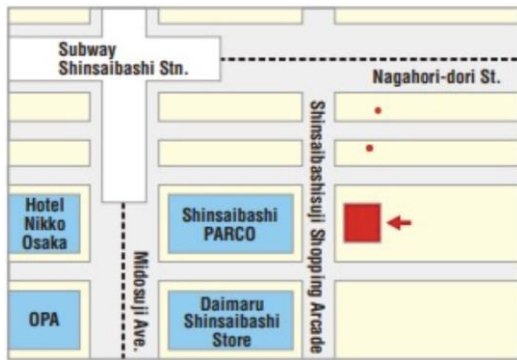 Subway
Shinsaibashi Stn.
Nagahori-dori St.
Shinsaibashisuji Shopping Arcade
Hotel
Nikko
Osaka
Shinsaibashi
PARCO
Midosuji Ave.
OPA
Daimaru
Shinsaibashi
Store